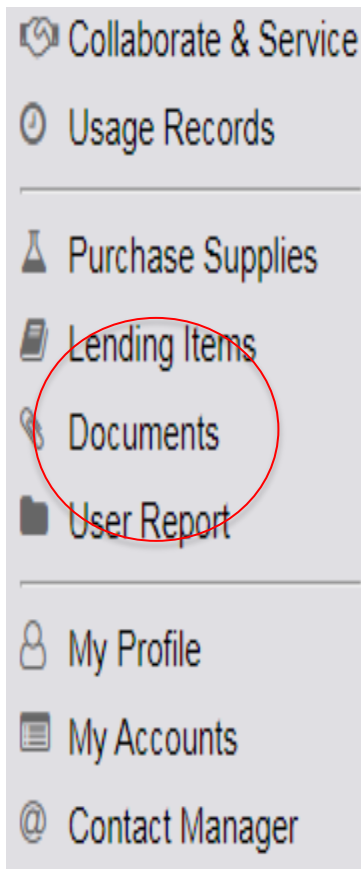 Collaborate & Service
Usage Records
Purchase Supplies
Lending Items
Documents
User Report
My Profile
My Accounts
Contact Manager